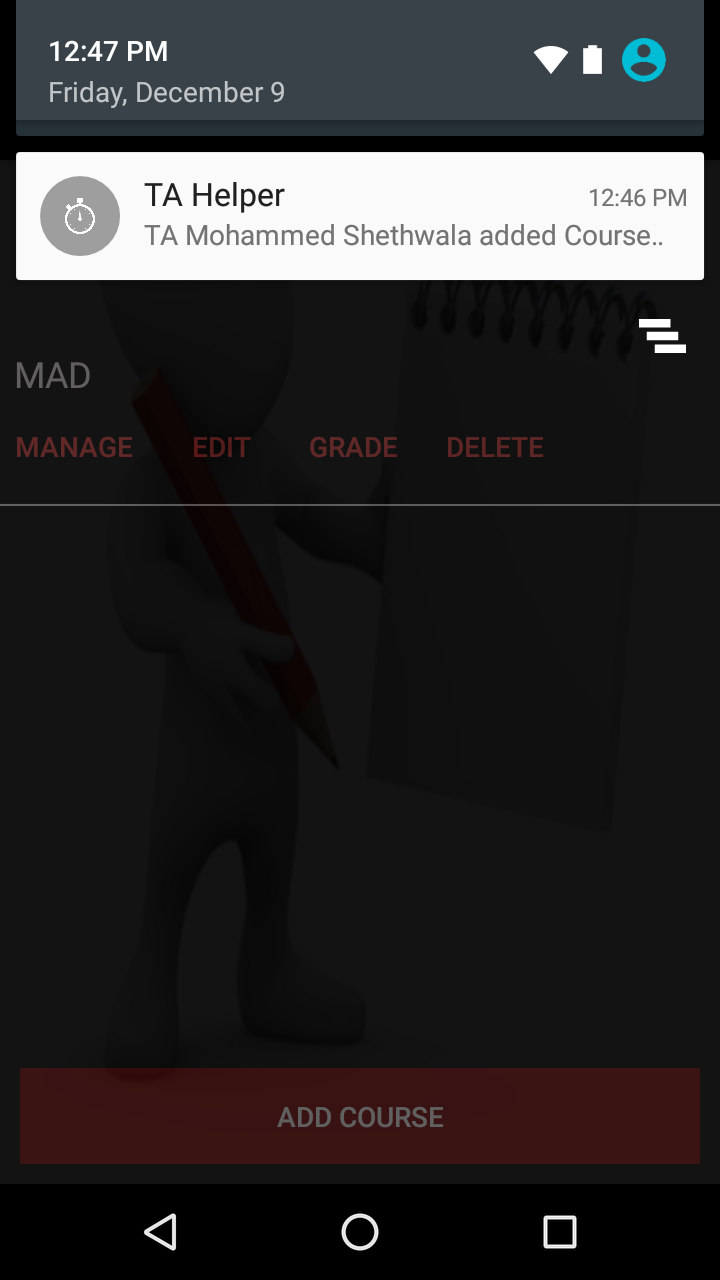 12:47 PM
Friday, December 9
TA Helper
12:46 PM
TA Mohammed Shethwala added Course..
MAD
MANAGE EDIT GRADE DELETE
ADD COURSE